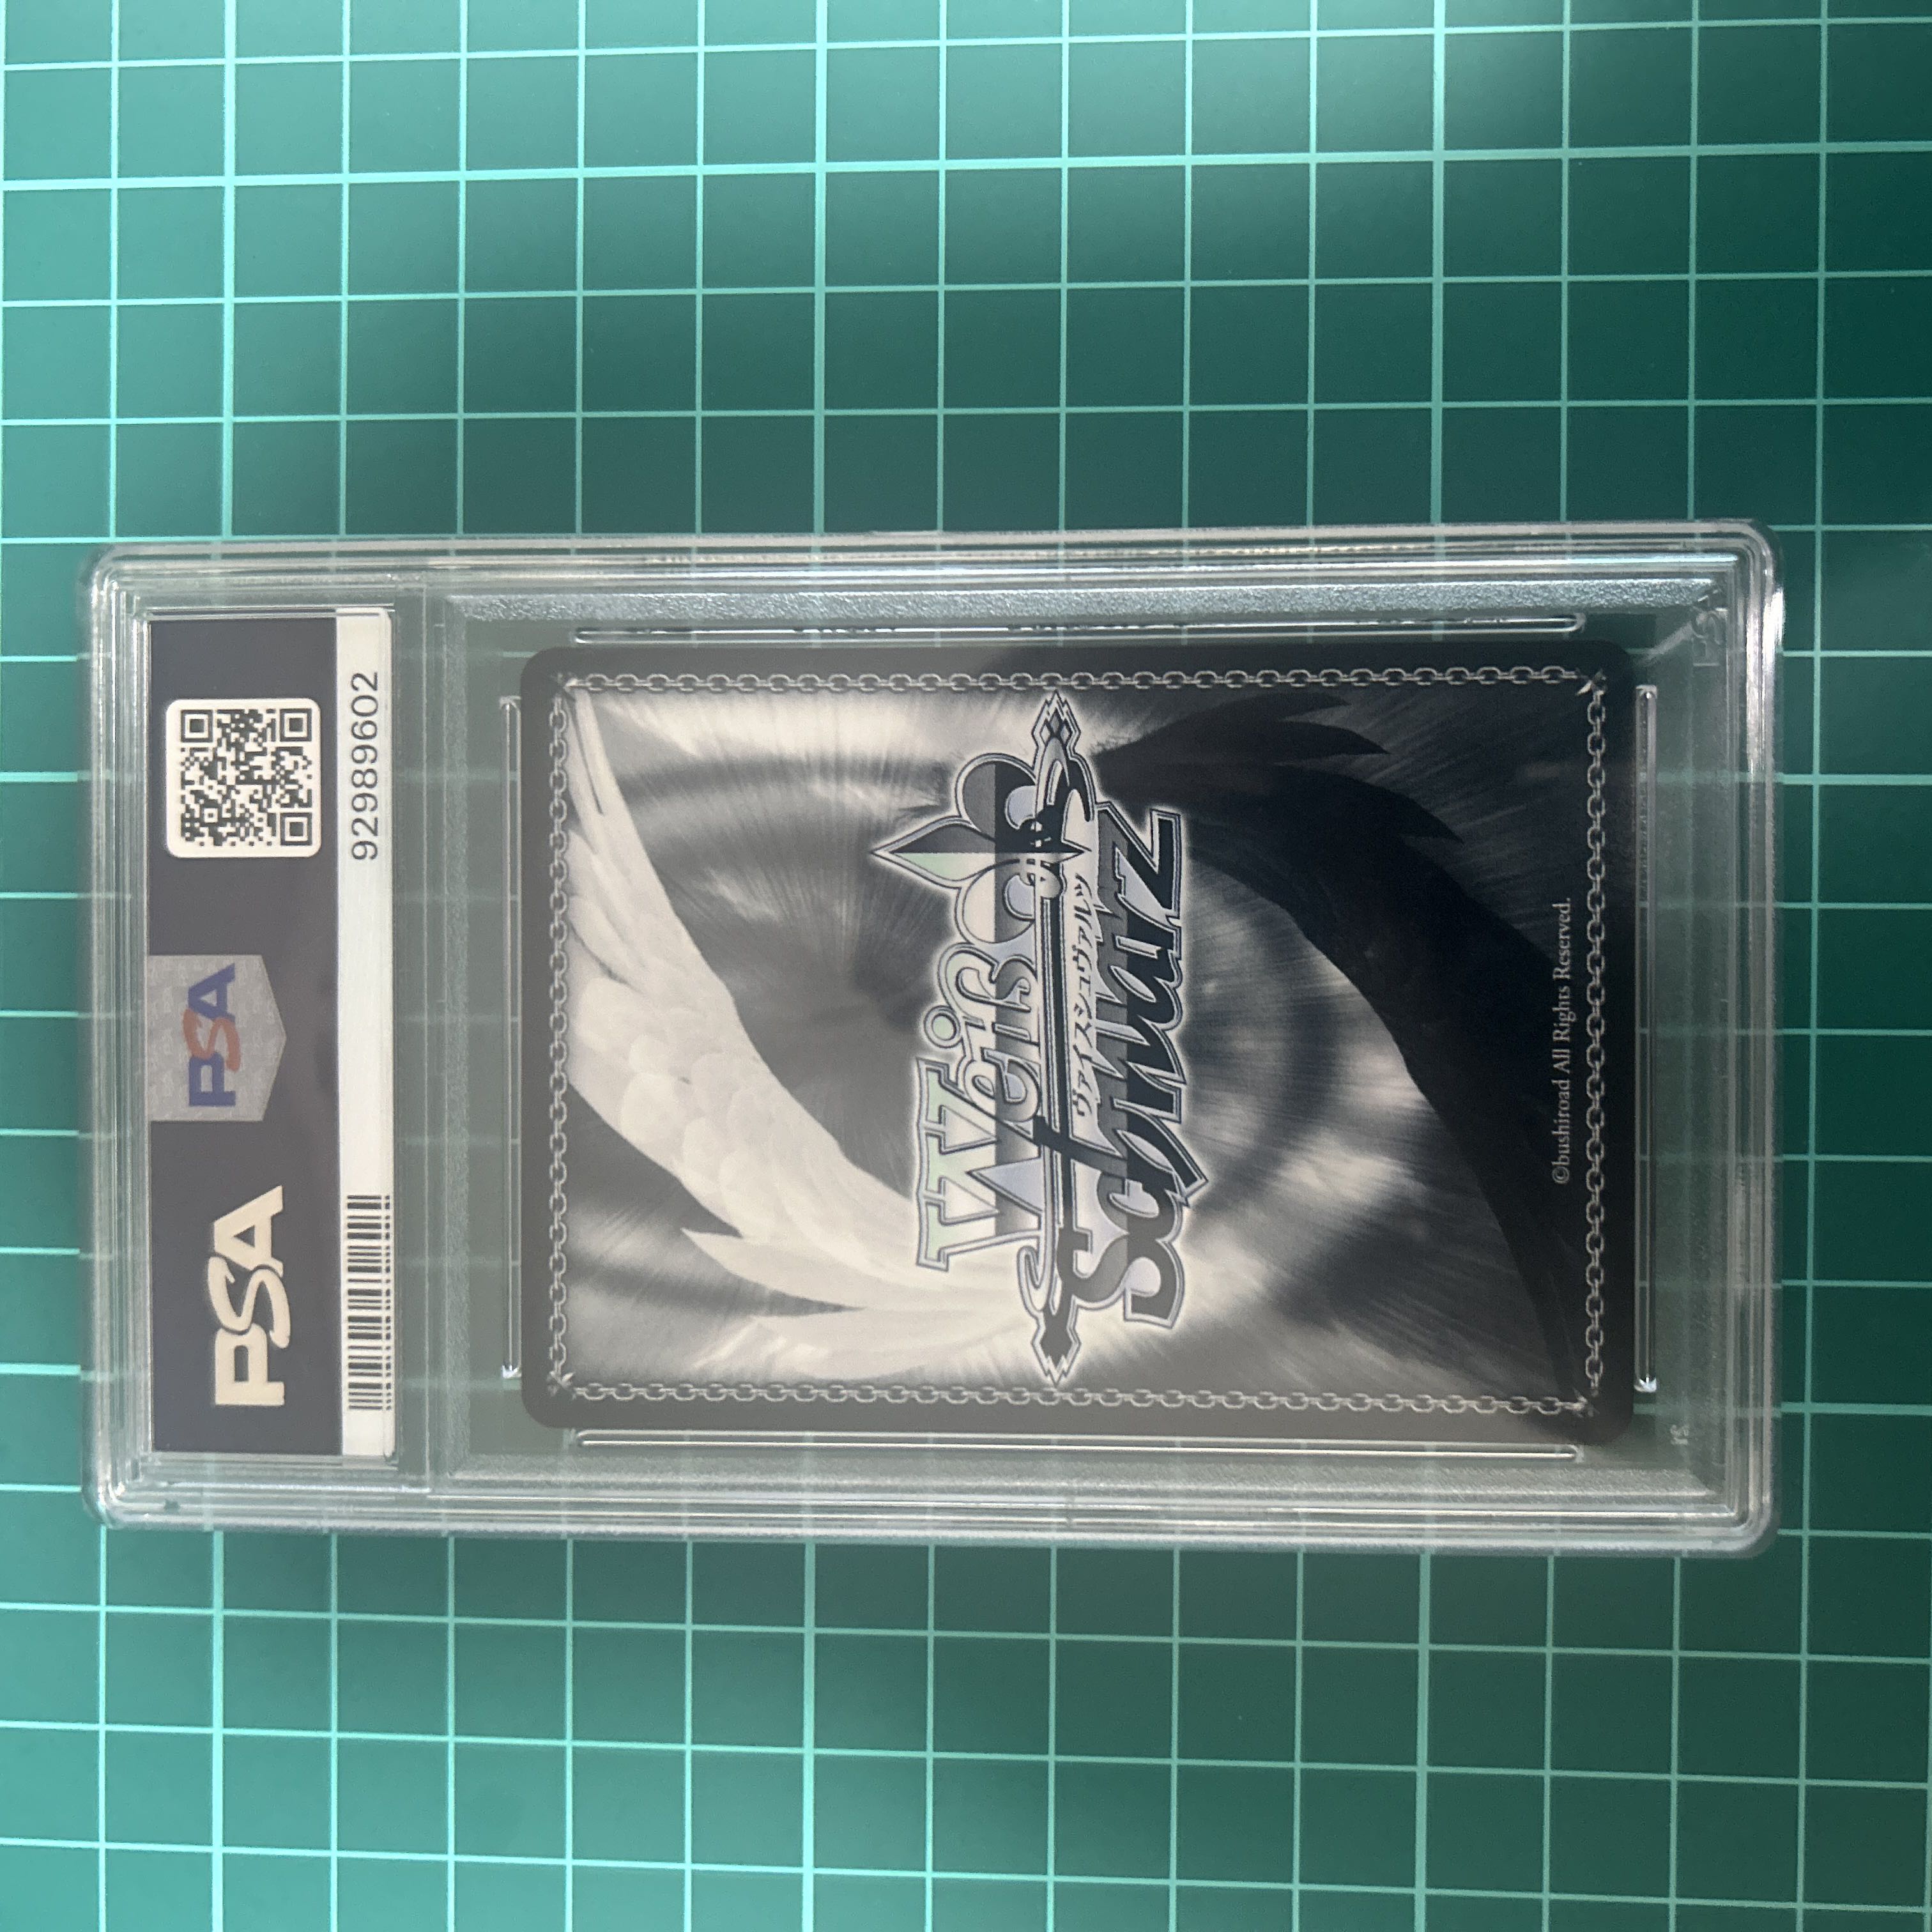 PSA
PSA
92989602
Weiß
ヴァイスシュヴァルツ
Schwarz
©bushiroad All Rights Reserved.